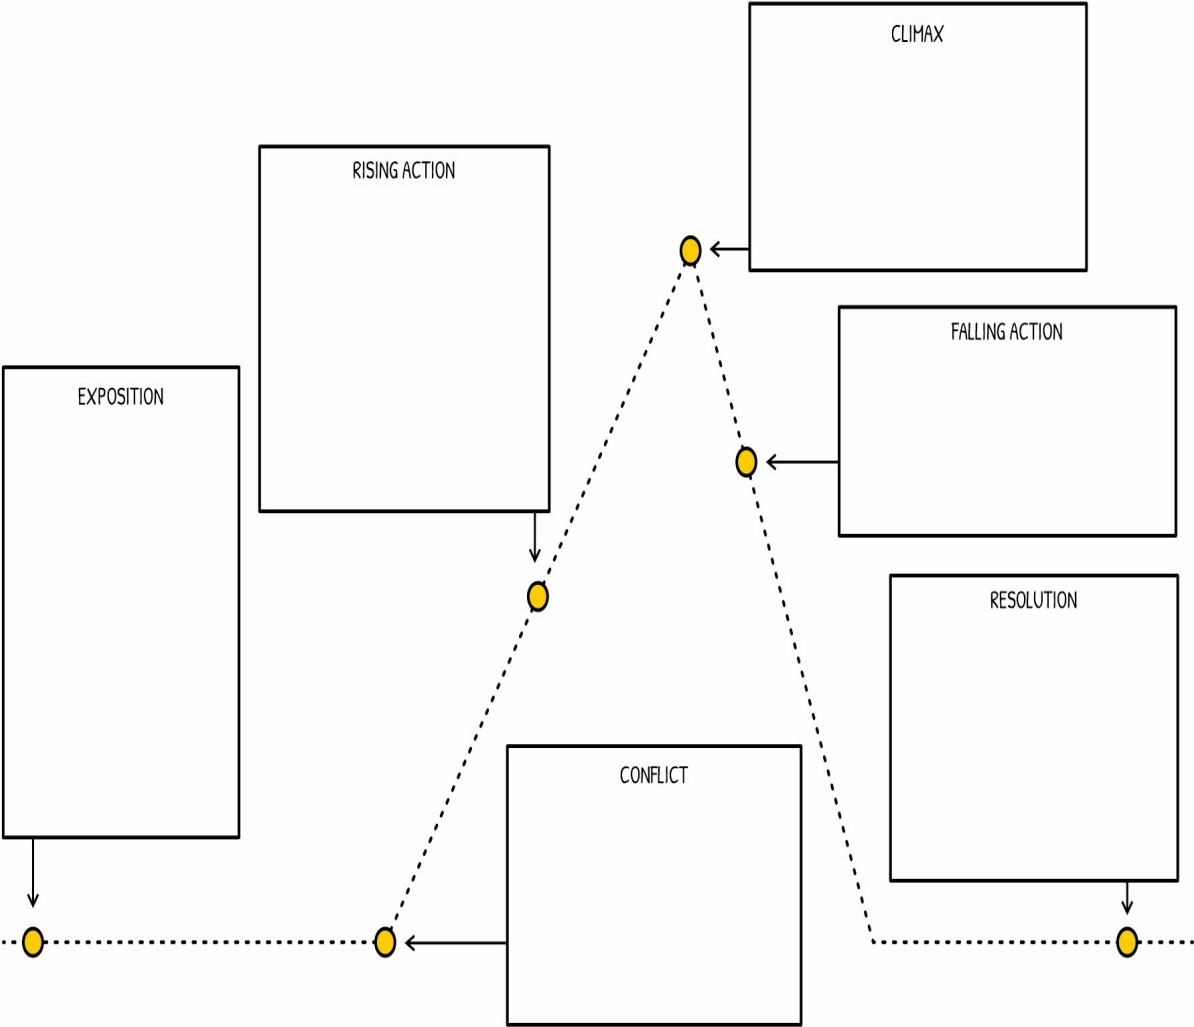 CLIMAX
RISING ACTION
FALLING ACTION
EXPOSITION
RESOLUTION
CONFLICT